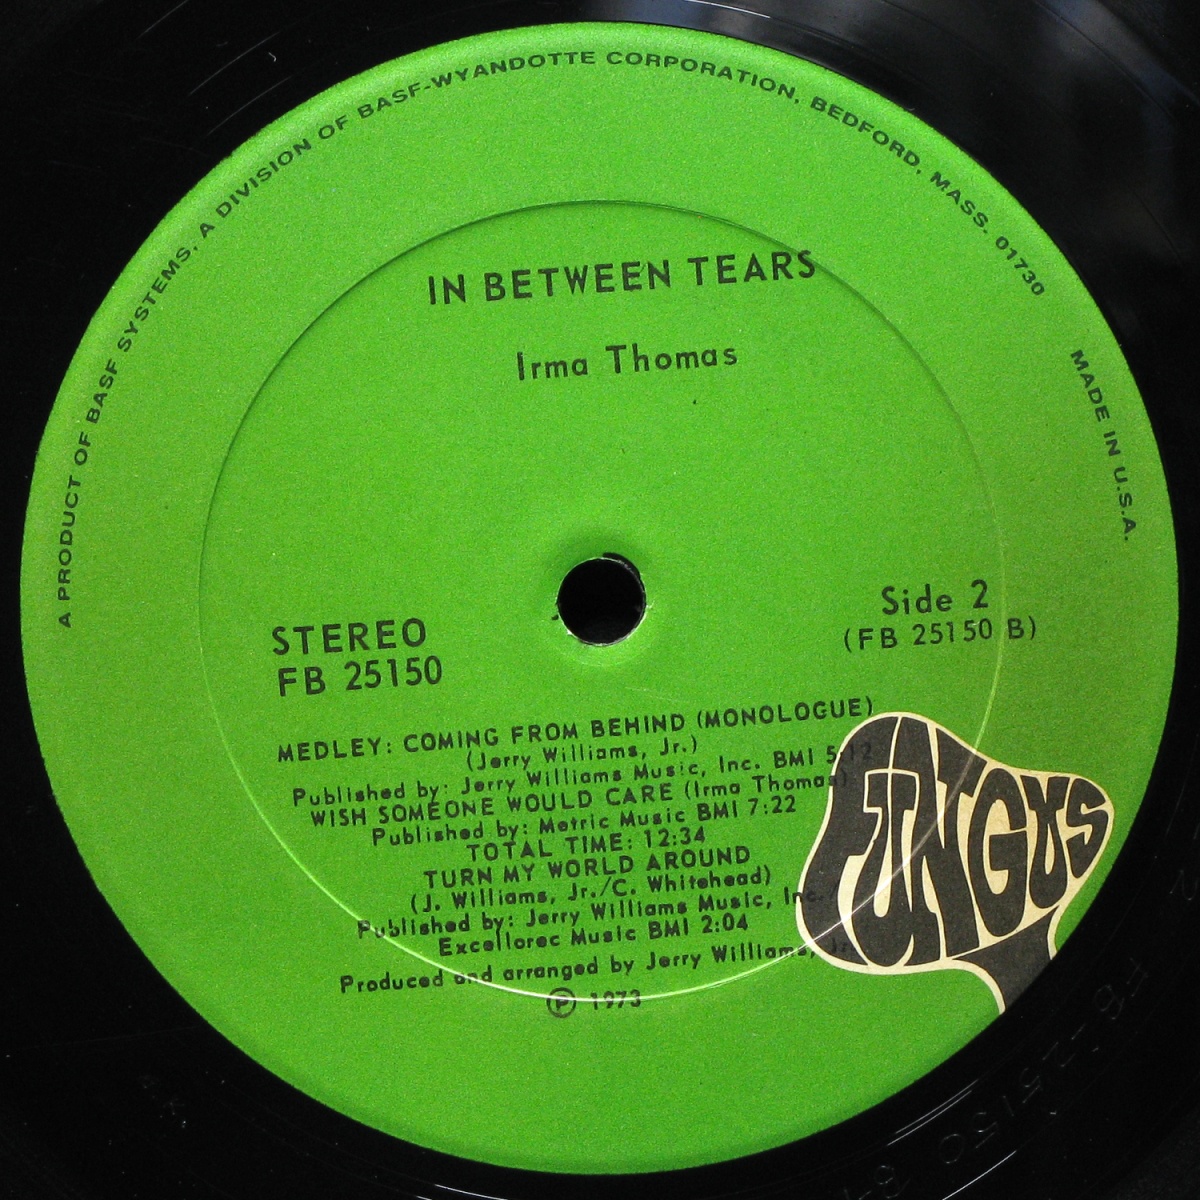 A PRODUCT OF BASF SYSTEMS, A DIVISION OF BASF-WYANDOTTE CORPORATION, BEDFORD, MASS. 01730
MADE IN U.S.A.
IN BETWEEN TEARS
Irma Thomas
STEREO
FB 25150
Side 2
(FB 25150 B)
MEDLEY: COMING FROM BEHIND (MONOLOGUE)
(Jerry Williams, Jr.)
Published by: Jerry Williams Music, Inc. BMI 5:12
WISH SOMEONE WOULD CARE (Irma Thomas)
Published by: Metric Music BMI 7:22
TOTAL TIME: 12:34
TURN MY WORLD AROUND
(J. Williams, Jr./C. Whitehead)
Published by: Jerry Williams Music, Inc./
Excellorec Music BMI 2:04
Produced and arranged by Jerry Williams, Jr.
Ⓟ 1973
FUNGUS
FB-25150